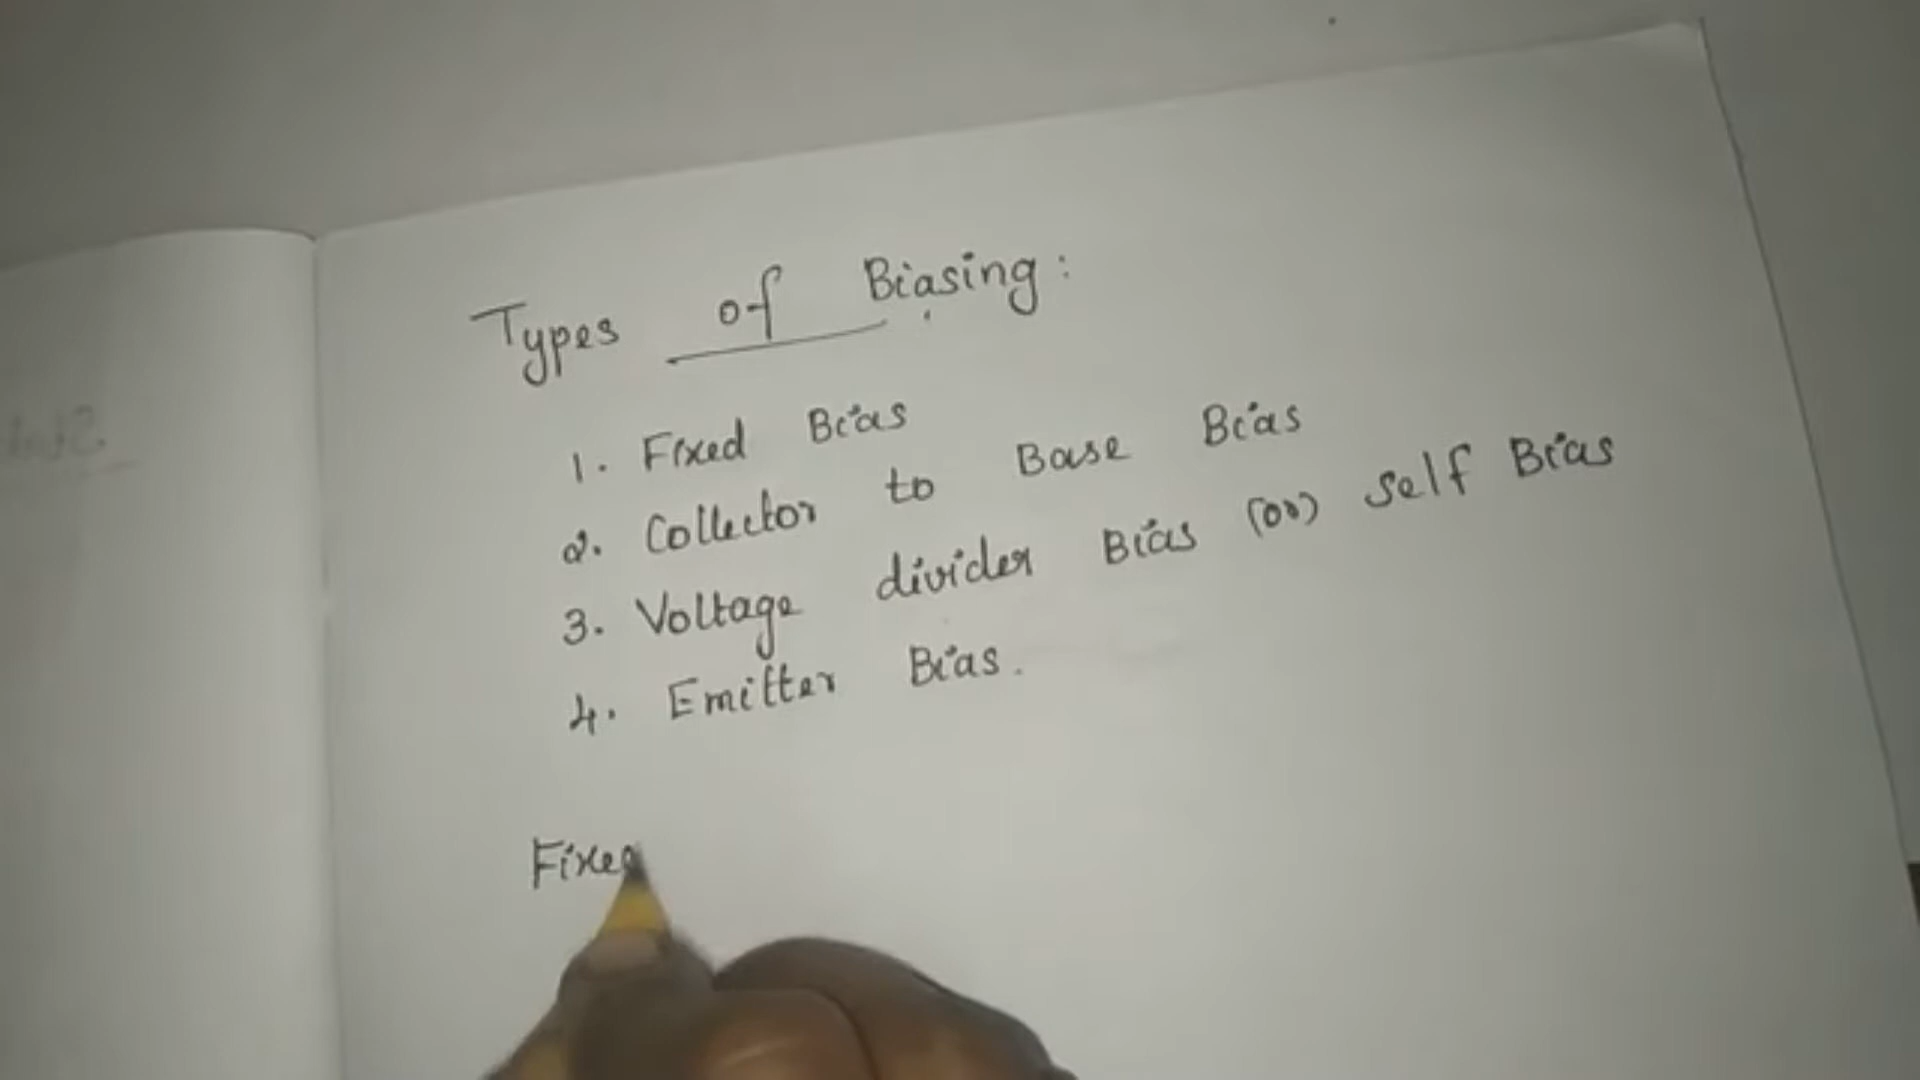 Types of Biasing :
1. Fixed Bias
2. Collector to Base Bias
3. Voltage divider Bias (or) self Bias
4. Emitter Bias.
Fixe